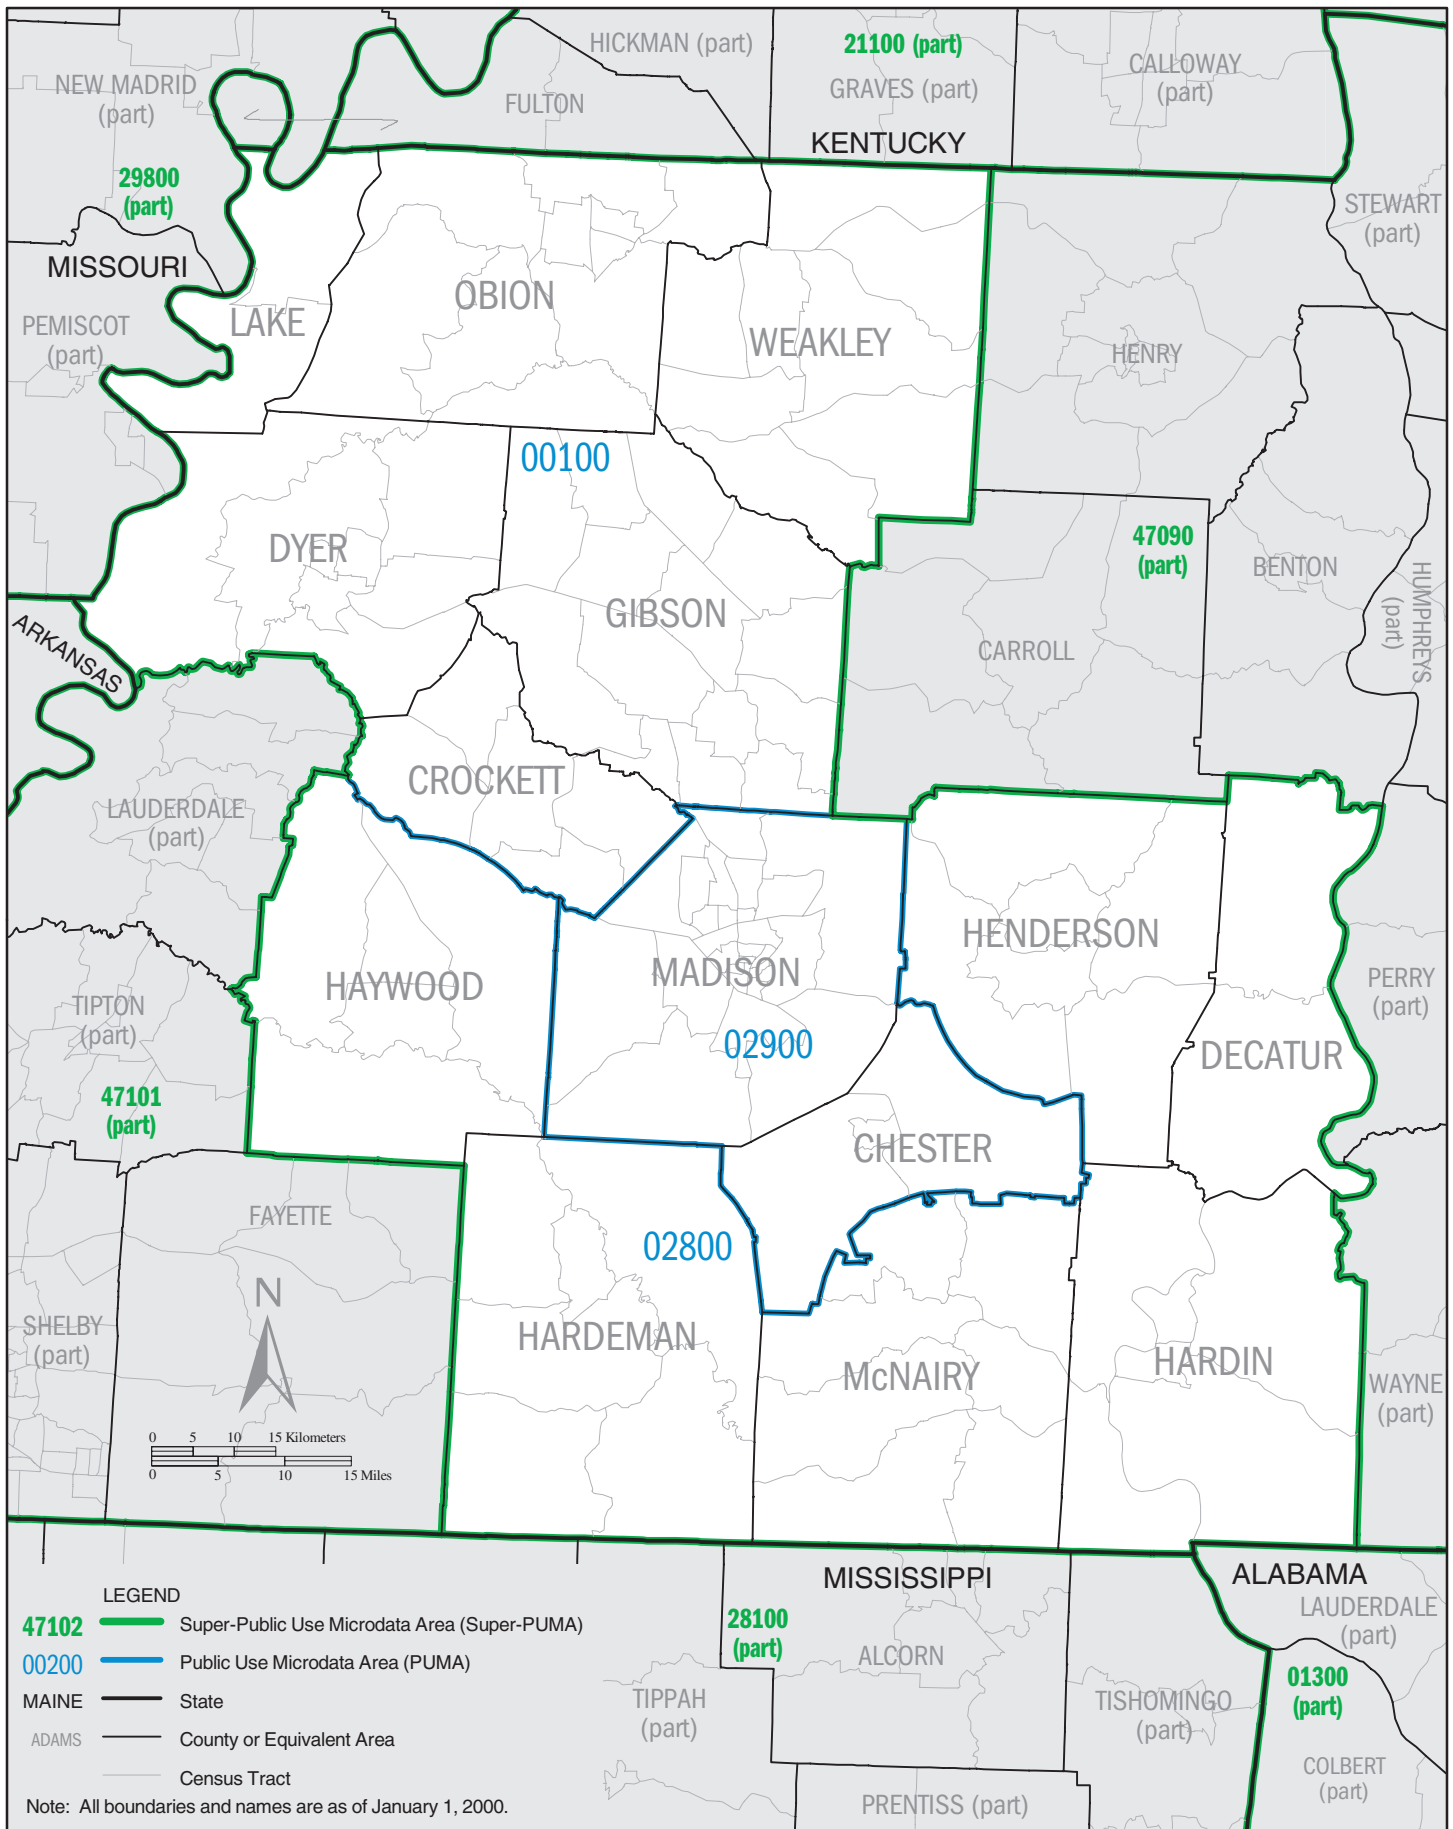 HICKMAN (part)
21100 (part)
GRAVES (part)
CALLOWAY
(part)
NEW MADRID
(part)
FULTON
KENTUCKY
29800
(part)
STEWART
(part)
MISSOURI
OBION
LAKE
WEAKLEY
PEMISCOT
(part)
HENRY
00100
47090
(part)
DYER
BENTON
HUMPHREYS
(part)
GIBSON
ARKANSAS
CARROLL
CROCKETT
LAUDERDALE
(part)
HENDERSON
MADISON
HAYWOOD
PERRY
(part)
TIPTON
(part)
02900
DECATUR
47101
(part)
CHESTER
FAYETTE
02800
N
SHELBY
(part)
HARDEMAN
McNAIRY
HARDIN
WAYNE
(part)
0 5 10 15 Kilometers
0 5 10 15 Miles
MISSISSIPPI
ALABAMA
LAUDERDALE
(part)
28100
(part)
ALCORN
01300
(part)
TIPPAH
(part)
TISHOMINGO
(part)
COLBERT
(part)
PRENTISS (part)
LEGEND
47102 Super-Public Use Microdata Area (Super-PUMA)
00200 Public Use Microdata Area (PUMA)
MAINE State
ADAMS County or Equivalent Area
Census Tract
Note: All boundaries and names are as of January 1, 2000.